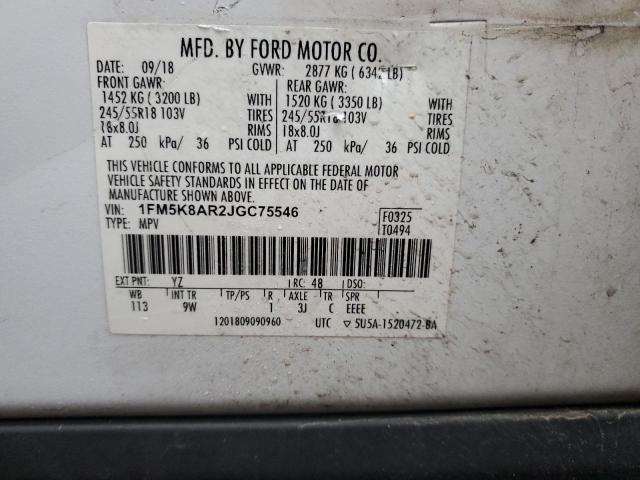 MFD. BY FORD MOTOR CO.
DATE: 09/18 GVWR: 2877 KG ( 6342 LB)
FRONT GAWR: REAR GAWR:
1452 KG ( 3200 LB) WITH 1520 KG ( 3350 LB) WITH
245/55R18 103V TIRES 245/55R18 103V TIRES
18x8.0J RIMS 18x8.0J RIMS
AT 250 kPa/ 36 PSI COLD AT 250 kPa/ 36 PSI COLD
THIS VEHICLE CONFORMS TO ALL APPLICABLE FEDERAL MOTOR
VEHICLE SAFETY STANDARDS IN EFFECT ON THE DATE OF
MANUFACTURE SHOWN ABOVE.
VIN: 1FM5K8AR2JGC75546 F0325
TYPE: MPV T0494
EXT PNT: YZ RC: 48 DSO:
WB INT TR TP/PS R AXLE TR SPR
113 9W 1 3J C EEEE
1201809090960 UTC ▽ 5U5A-1520472-BA